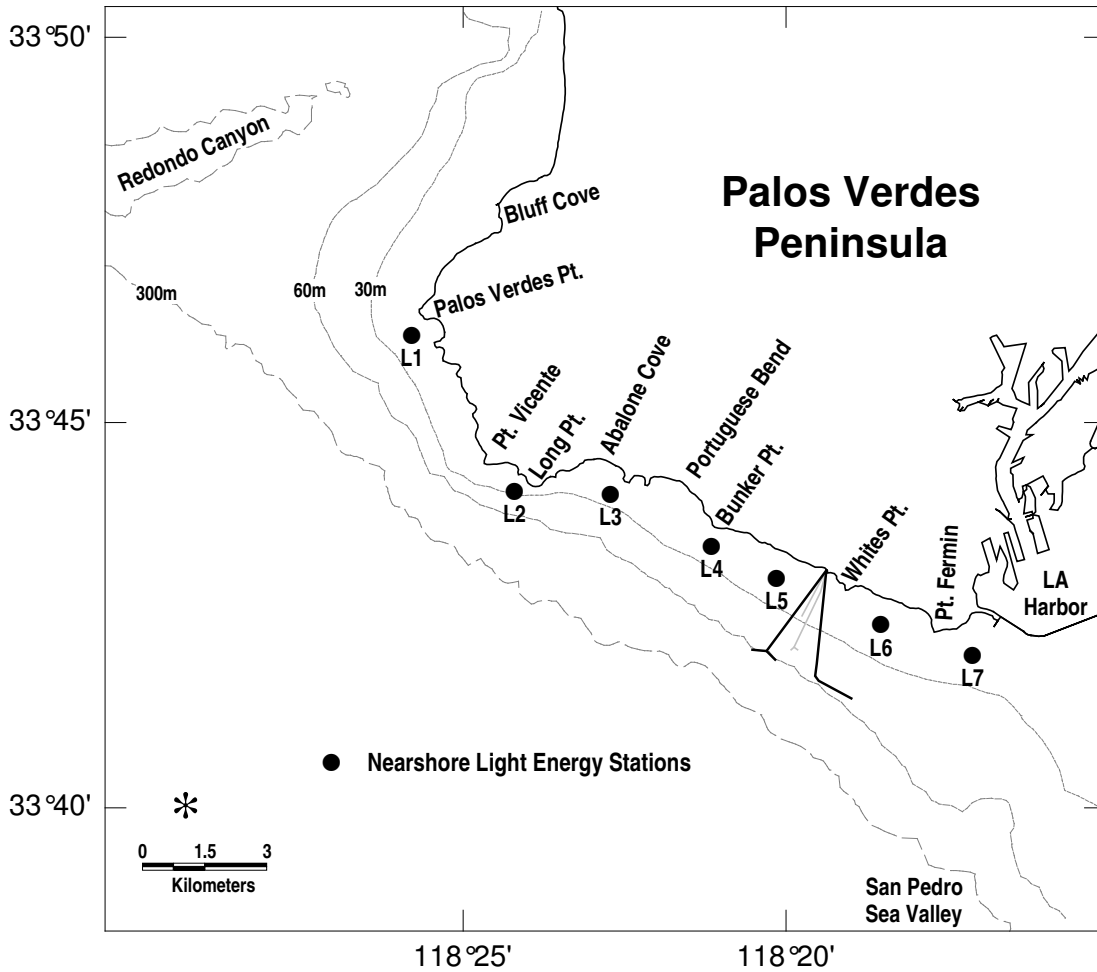 33°50'
Redondo Canyon
Palos Verdes
Peninsula
Bluff Cove
Palos Verdes Pt.
300m
60m
30m
L1
Pt. Vicente
Long Pt.
Abalone Cove
Portuguese Bend
Bunker Pt.
Whites Pt.
Pt. Fermin
33°45'
L2
L3
L4
L5
L6
L7
LA
Harbor
Nearshore Light Energy Stations
33°40'
0 1.5 3
Kilometers
San Pedro
Sea Valley
118°25'
118°20'